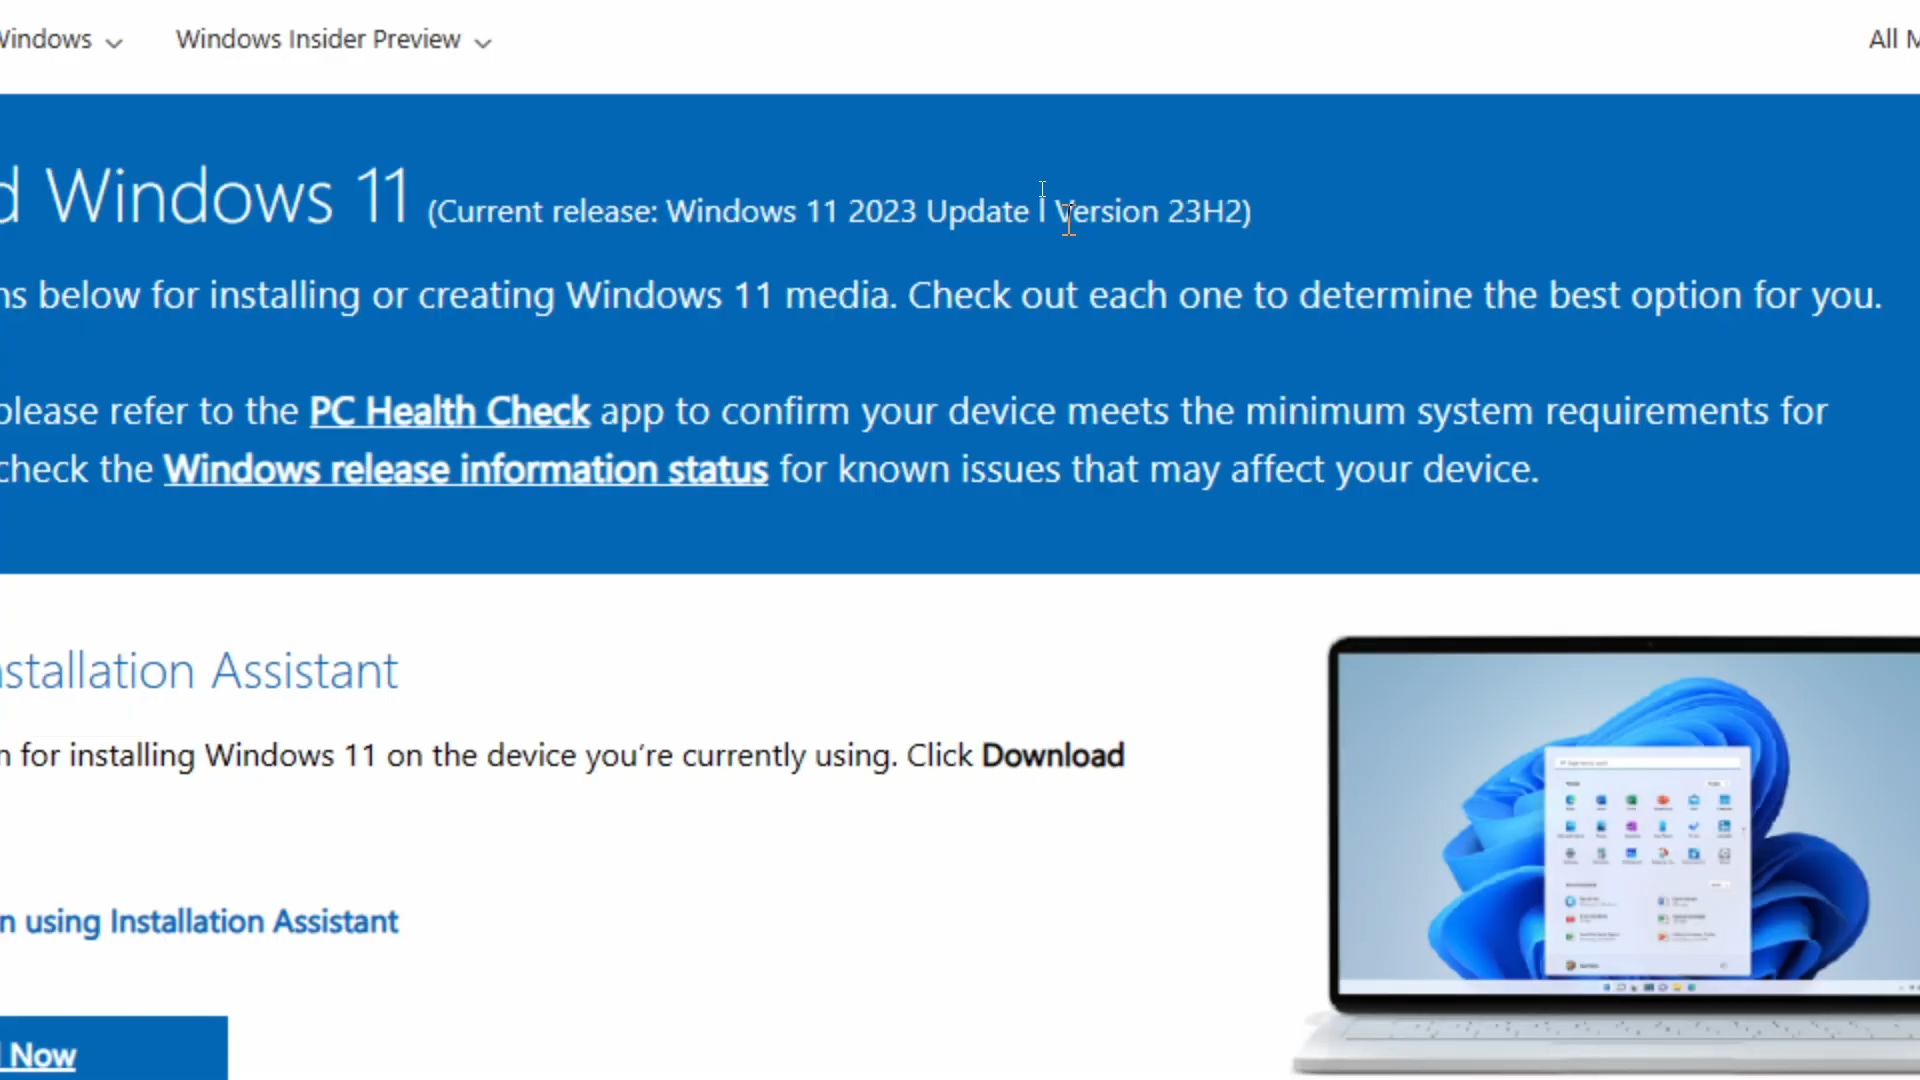 Windows
Windows Insider Preview
All M
d Windows 11 (Current release: Windows 11 2023 Update l Version 23H2)
ns below for installing or creating Windows 11 media. Check out each one to determine the best option for you.
please refer to the PC Health Check app to confirm your device meets the minimum system requirements for
check the Windows release information status for known issues that may affect your device.
nstallation Assistant
n for installing Windows 11 on the device you're currently using. Click Download
n using Installation Assistant
d Now